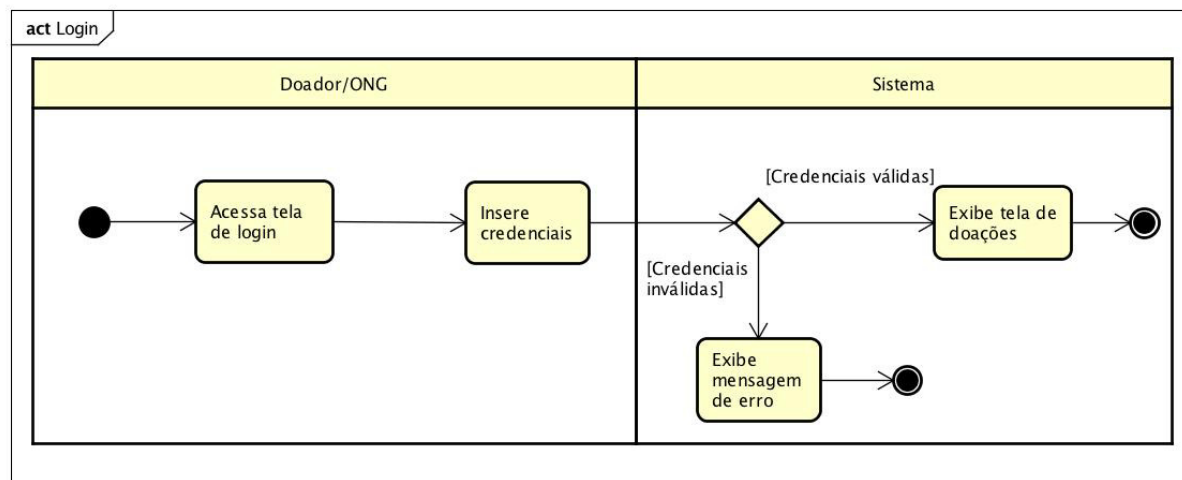 act Login
Doador/ONG
Sistema
Acessa tela
de login
Insere
credenciais
[Credenciais válidas]
Exibe tela de
doações
[Credenciais
inválidas]
Exibe
mensagem
de erro